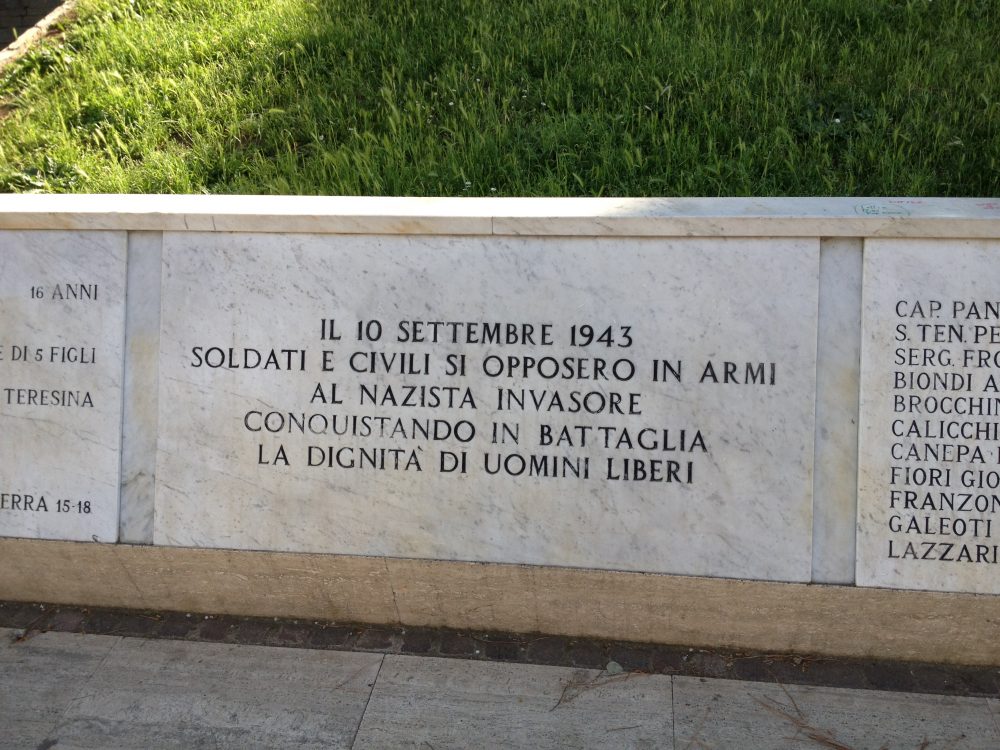 16 ANNI
DI 5 FIGLI
TERESINA
15-18
IL 10 SETTEMBRE 1943
SOLDATI E CIVILI SI OPPOSERO IN ARMI
AL NAZISTA INVASORE
CONQUISTANDO IN BATTAGLIA
LA DIGNITÀ DI UOMINI LIBERI
CAP. PAN
S. TEN. PE
SERG. FRO
BIONDI A
BROCCHIN
CALICCHI
CANEPA
FIORI GIO
FRANZON
GALEOTI
LAZZARI